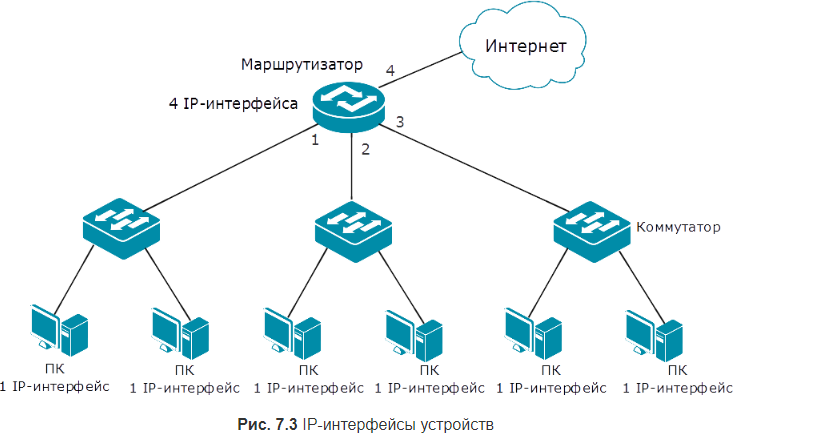 Интернет
Маршрутизатор
4
4 IP-интерфейса
1
2
3
Коммутатор
ПК
1 IP-интерфейс
ПК
1 IP-интерфейс
ПК
1 IP-интерфейс
ПК
1 IP-интерфейс
ПК
1 IP-интерфейс
ПК
1 IP-интерфейс
Рис. 7.3 IP-интерфейсы устройств